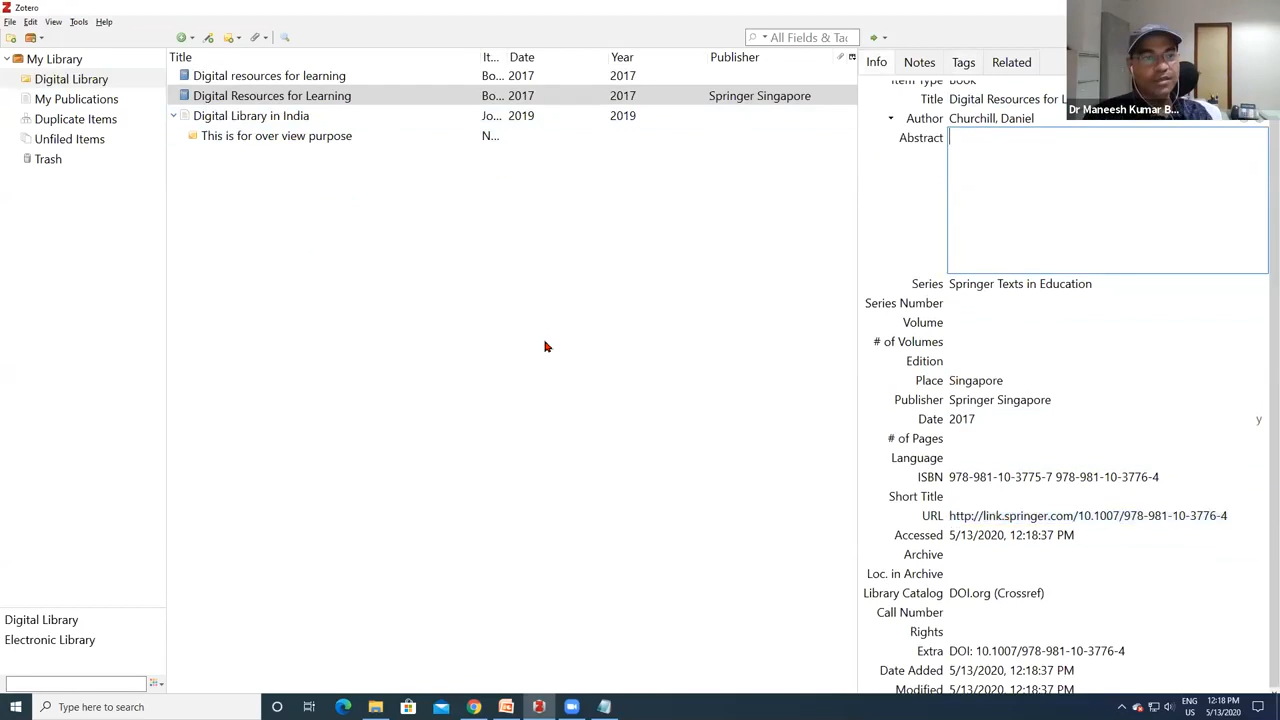 Zotero
File Edit View Tools Help
All Fields & Tag
My Library
Digital Library
My Publications
Duplicate Items
Unfiled Items
Trash
Digital Library
Electronic Library
Title It... Date Year Publisher
Digital resources for learning Bo... 2017 2017
Digital Resources for Learning Bo... 2017 2017 Springer Singapore
Digital Library in India Jo... 2019 2019
This is for over view purpose N...
Info Notes Tags Related
Item Type Book
Title Digital Resources for L
Author Churchill, Daniel
Abstract
Series Springer Texts in Education
Series Number
Volume
# of Volumes
Edition
Place Singapore
Publisher Springer Singapore
Date 2017 y
# of Pages
Language
ISBN 978-981-10-3775-7 978-981-10-3776-4
Short Title
URL http://link.springer.com/10.1007/978-981-10-3776-4
Accessed 5/13/2020, 12:18:37 PM
Archive
Loc. in Archive
Library Catalog DOI.org (Crossref)
Call Number
Rights
Extra DOI: 10.1007/978-981-10-3776-4
Date Added 5/13/2020, 12:18:37 PM
Modified 5/13/2020, 12:18:37 PM
Dr Maneesh Kumar B...
Type here to search
ENG
US
12:18 PM
5/13/2020